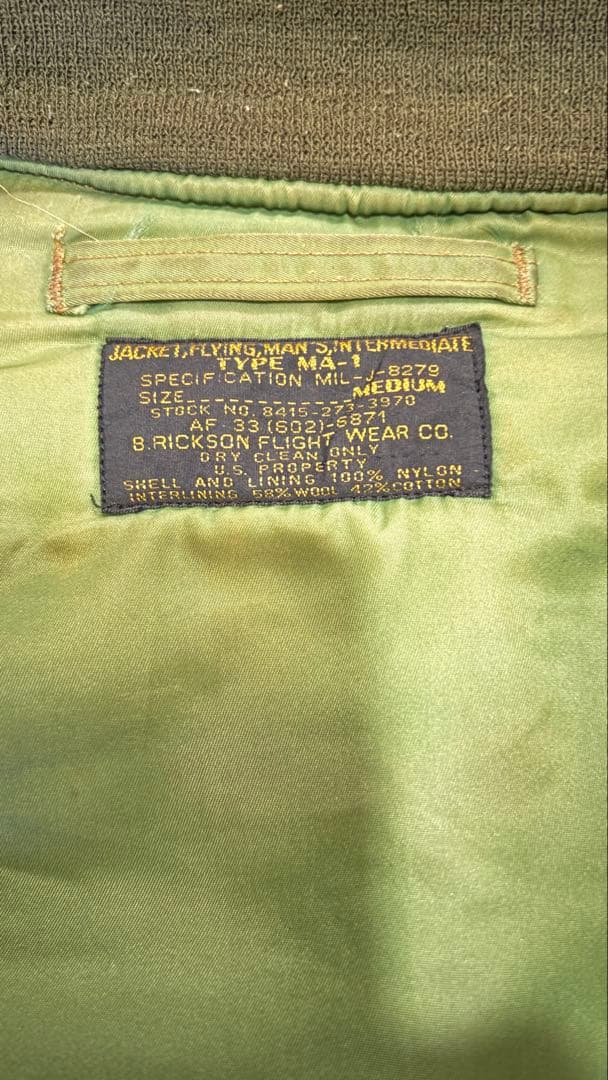 JACKET,FLYING,MAN'S,INTERMEDIATE
TYPE MA-1
SPECIFICATION MIL-J-8279
SIZE MEDIUM
STOCK NO. 8415-273-3970
AF 33(602)-6871
B.RICKSON FLIGHT WEAR CO.
DRY CLEAN ONLY
U.S. PROPERTY
SHELL AND LINING 100% NYLON
INTERLINING 58% WOOL 42% COTTON